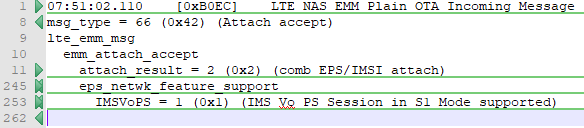 1 07:51:02.110 [0xB0EC] LTE NAS EMM Plain OTA Incoming Message
8 msg_type = 66 (0x42) (Attach accept)
9 lte_emm_msg
10 emm_attach_accept
11 attach_result = 2 (0x2) (comb EPS/IMSI attach)
245 eps_netwk_feature_support
253 IMSVoPS = 1 (0x1) (IMS Vo PS Session in S1 Mode supported)
262